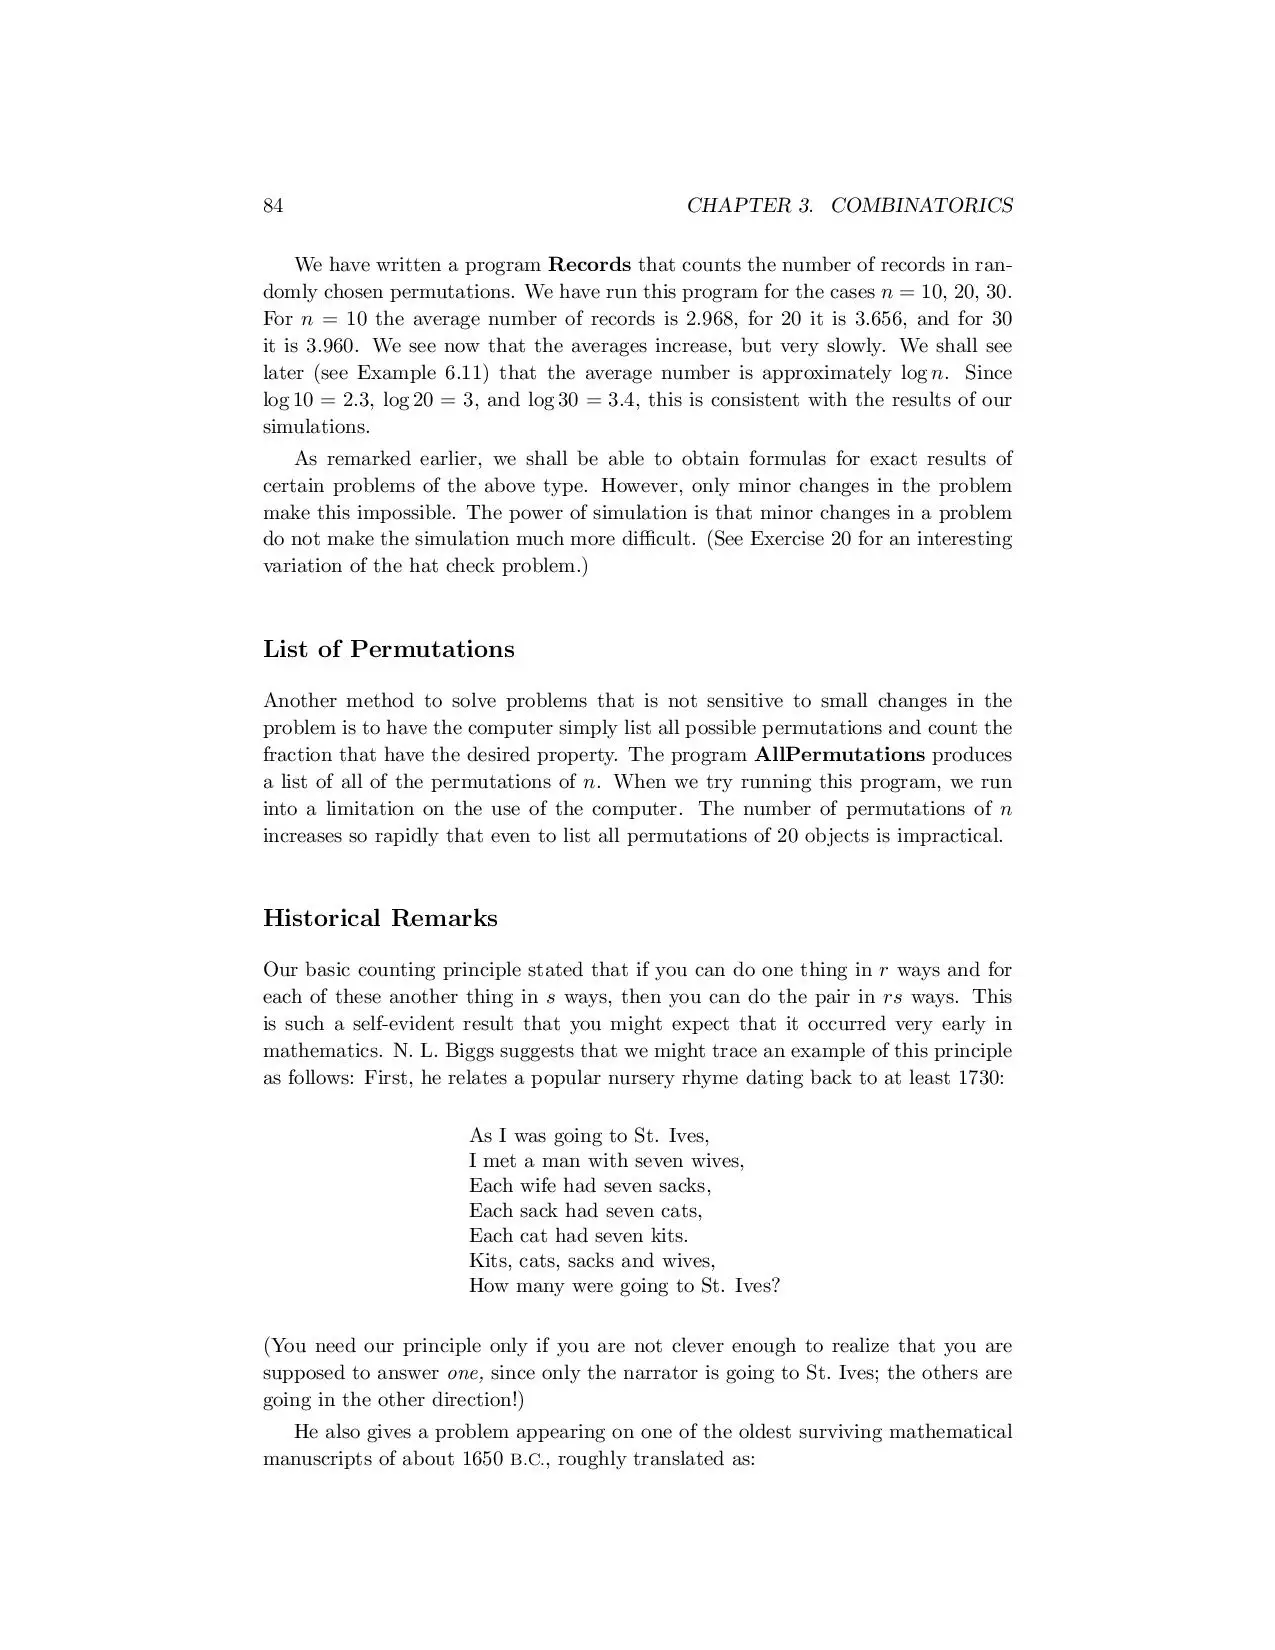 84 CHAPTER 3. COMBINATORICS
We have written a program Records that counts the number of records in ran-
domly chosen permutations. We have run this program for the cases n = 10, 20, 30.
For n = 10 the average number of records is 2.968, for 20 it is 3.656, and for 30
it is 3.960. We see now that the averages increase, but very slowly. We shall see
later (see Example 6.11) that the average number is approximately log n. Since
log 10 = 2.3, log 20 = 3, and log 30 = 3.4, this is consistent with the results of our
simulations.
As remarked earlier, we shall be able to obtain formulas for exact results of
certain problems of the above type. However, only minor changes in the problem
make this impossible. The power of simulation is that minor changes in a problem
do not make the simulation much more difficult. (See Exercise 20 for an interesting
variation of the hat check problem.)
List of Permutations
Another method to solve problems that is not sensitive to small changes in the
problem is to have the computer simply list all possible permutations and count the
fraction that have the desired property. The program AllPermutations produces
a list of all of the permutations of n. When we try running this program, we run
into a limitation on the use of the computer. The number of permutations of n
increases so rapidly that even to list all permutations of 20 objects is impractical.
Historical Remarks
Our basic counting principle stated that if you can do one thing in r ways and for
each of these another thing in s ways, then you can do the pair in rs ways. This
is such a self-evident result that you might expect that it occurred very early in
mathematics. N. L. Biggs suggests that we might trace an example of this principle
as follows: First, he relates a popular nursery rhyme dating back to at least 1730:
As I was going to St. Ives,
I met a man with seven wives,
Each wife had seven sacks,
Each sack had seven cats,
Each cat had seven kits.
Kits, cats, sacks and wives,
How many were going to St. Ives?
(You need our principle only if you are not clever enough to realize that you are
supposed to answer one, since only the narrator is going to St. Ives; the others are
going in the other direction!)
He also gives a problem appearing on one of the oldest surviving mathematical
manuscripts of about 1650 B.C., roughly translated as: